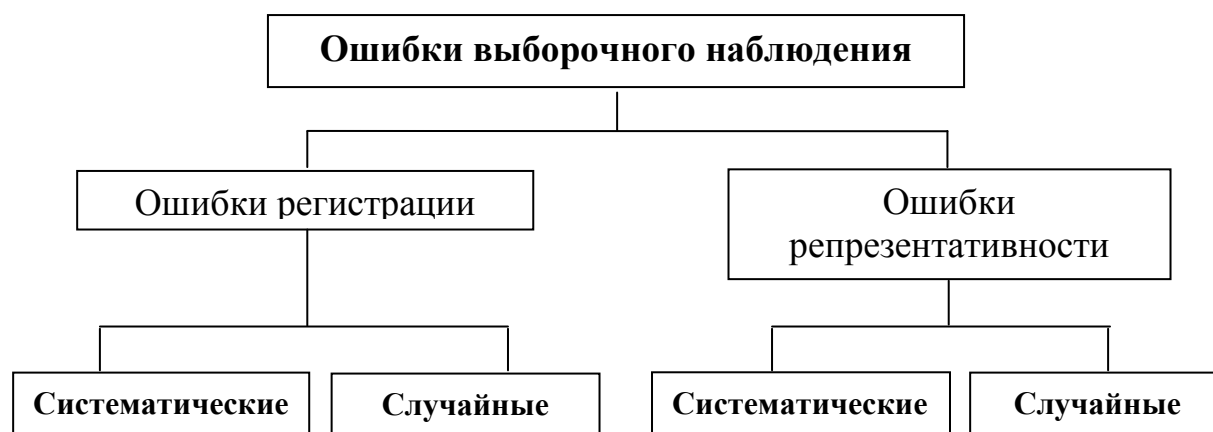 Ошибки выборочного наблюдения
Ошибки регистрации
Ошибки
репрезентативности
Систематические
Случайные
Систематические
Случайные